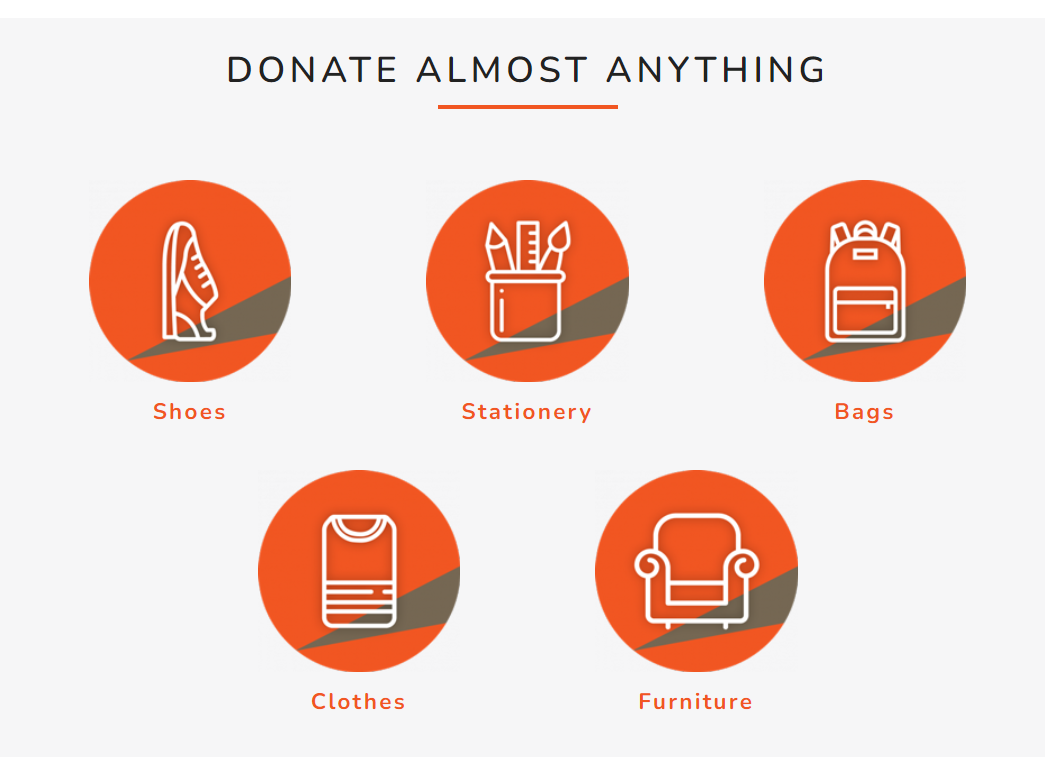 DONATE ALMOST ANYTHING
Shoes
Stationery
Bags
Clothes
Furniture